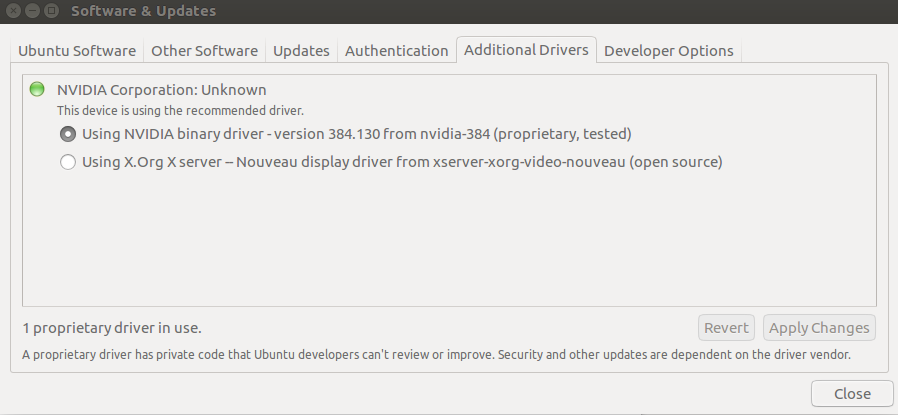 Software & Updates
Ubuntu Software Other Software Updates Authentication Additional Drivers Developer Options
NVIDIA Corporation: Unknown
This device is using the recommended driver.
Using NVIDIA binary driver - version 384.130 from nvidia-384 (proprietary, tested)
Using X.Org X server -- Nouveau display driver from xserver-xorg-video-nouveau (open source)
1 proprietary driver in use.
Revert Apply Changes
A proprietary driver has private code that Ubuntu developers can't review or improve. Security and other updates are dependent on the driver vendor.
Close